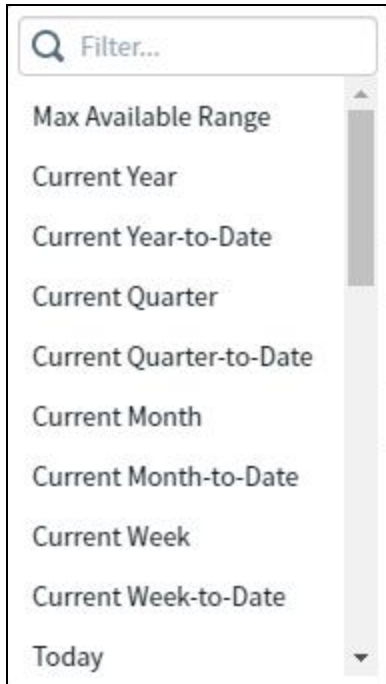 Filter...
Max Available Range
Current Year
Current Year-to-Date
Current Quarter
Current Quarter-to-Date
Current Month
Current Month-to-Date
Current Week
Current Week-to-Date
Today